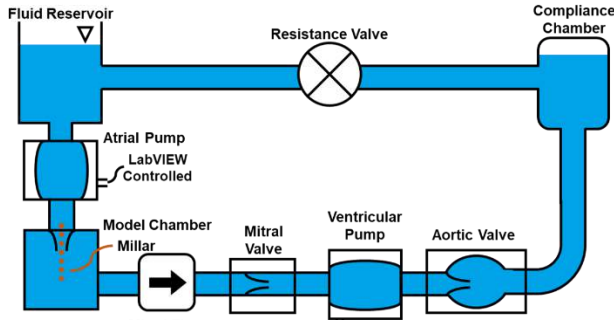 Fluid Reservoir
Compliance
Chamber
Resistance Valve
Atrial Pump
LabVIEW
Controlled
Model Chamber
Millar
Mitral
Valve
Ventricular
Pump
Aortic Valve